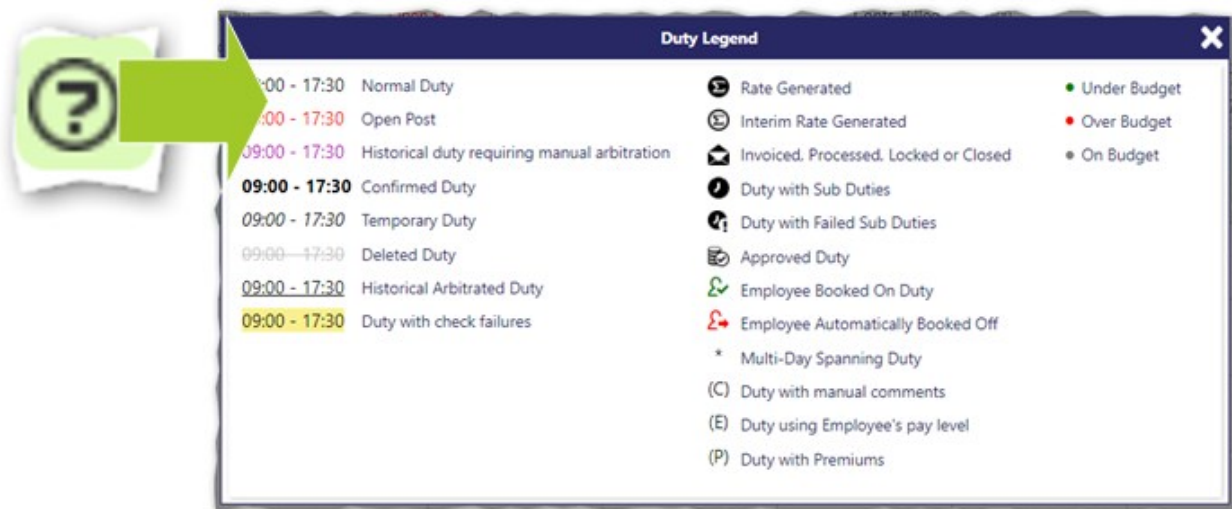 Duty Legend
:00 - 17:30 Normal Duty
:00 - 17:30 Open Post
09:00 - 17:30 Historical duty requiring manual arbitration
09:00 - 17:30 Confirmed Duty
09:00 - 17:30 Temporary Duty
09:00 - 17:30 Deleted Duty
09:00 - 17:30 Historical Arbitrated Duty
09:00 - 17:30 Duty with check failures
Rate Generated
Interim Rate Generated
Invoiced, Processed, Locked or Closed
Duty with Sub Duties
Duty with Failed Sub Duties
Approved Duty
Employee Booked On Duty
Employee Automatically Booked Off
* Multi-Day Spanning Duty
(C) Duty with manual comments
(E) Duty using Employee's pay level
(P) Duty with Premiums
• Under Budget
• Over Budget
• On Budget